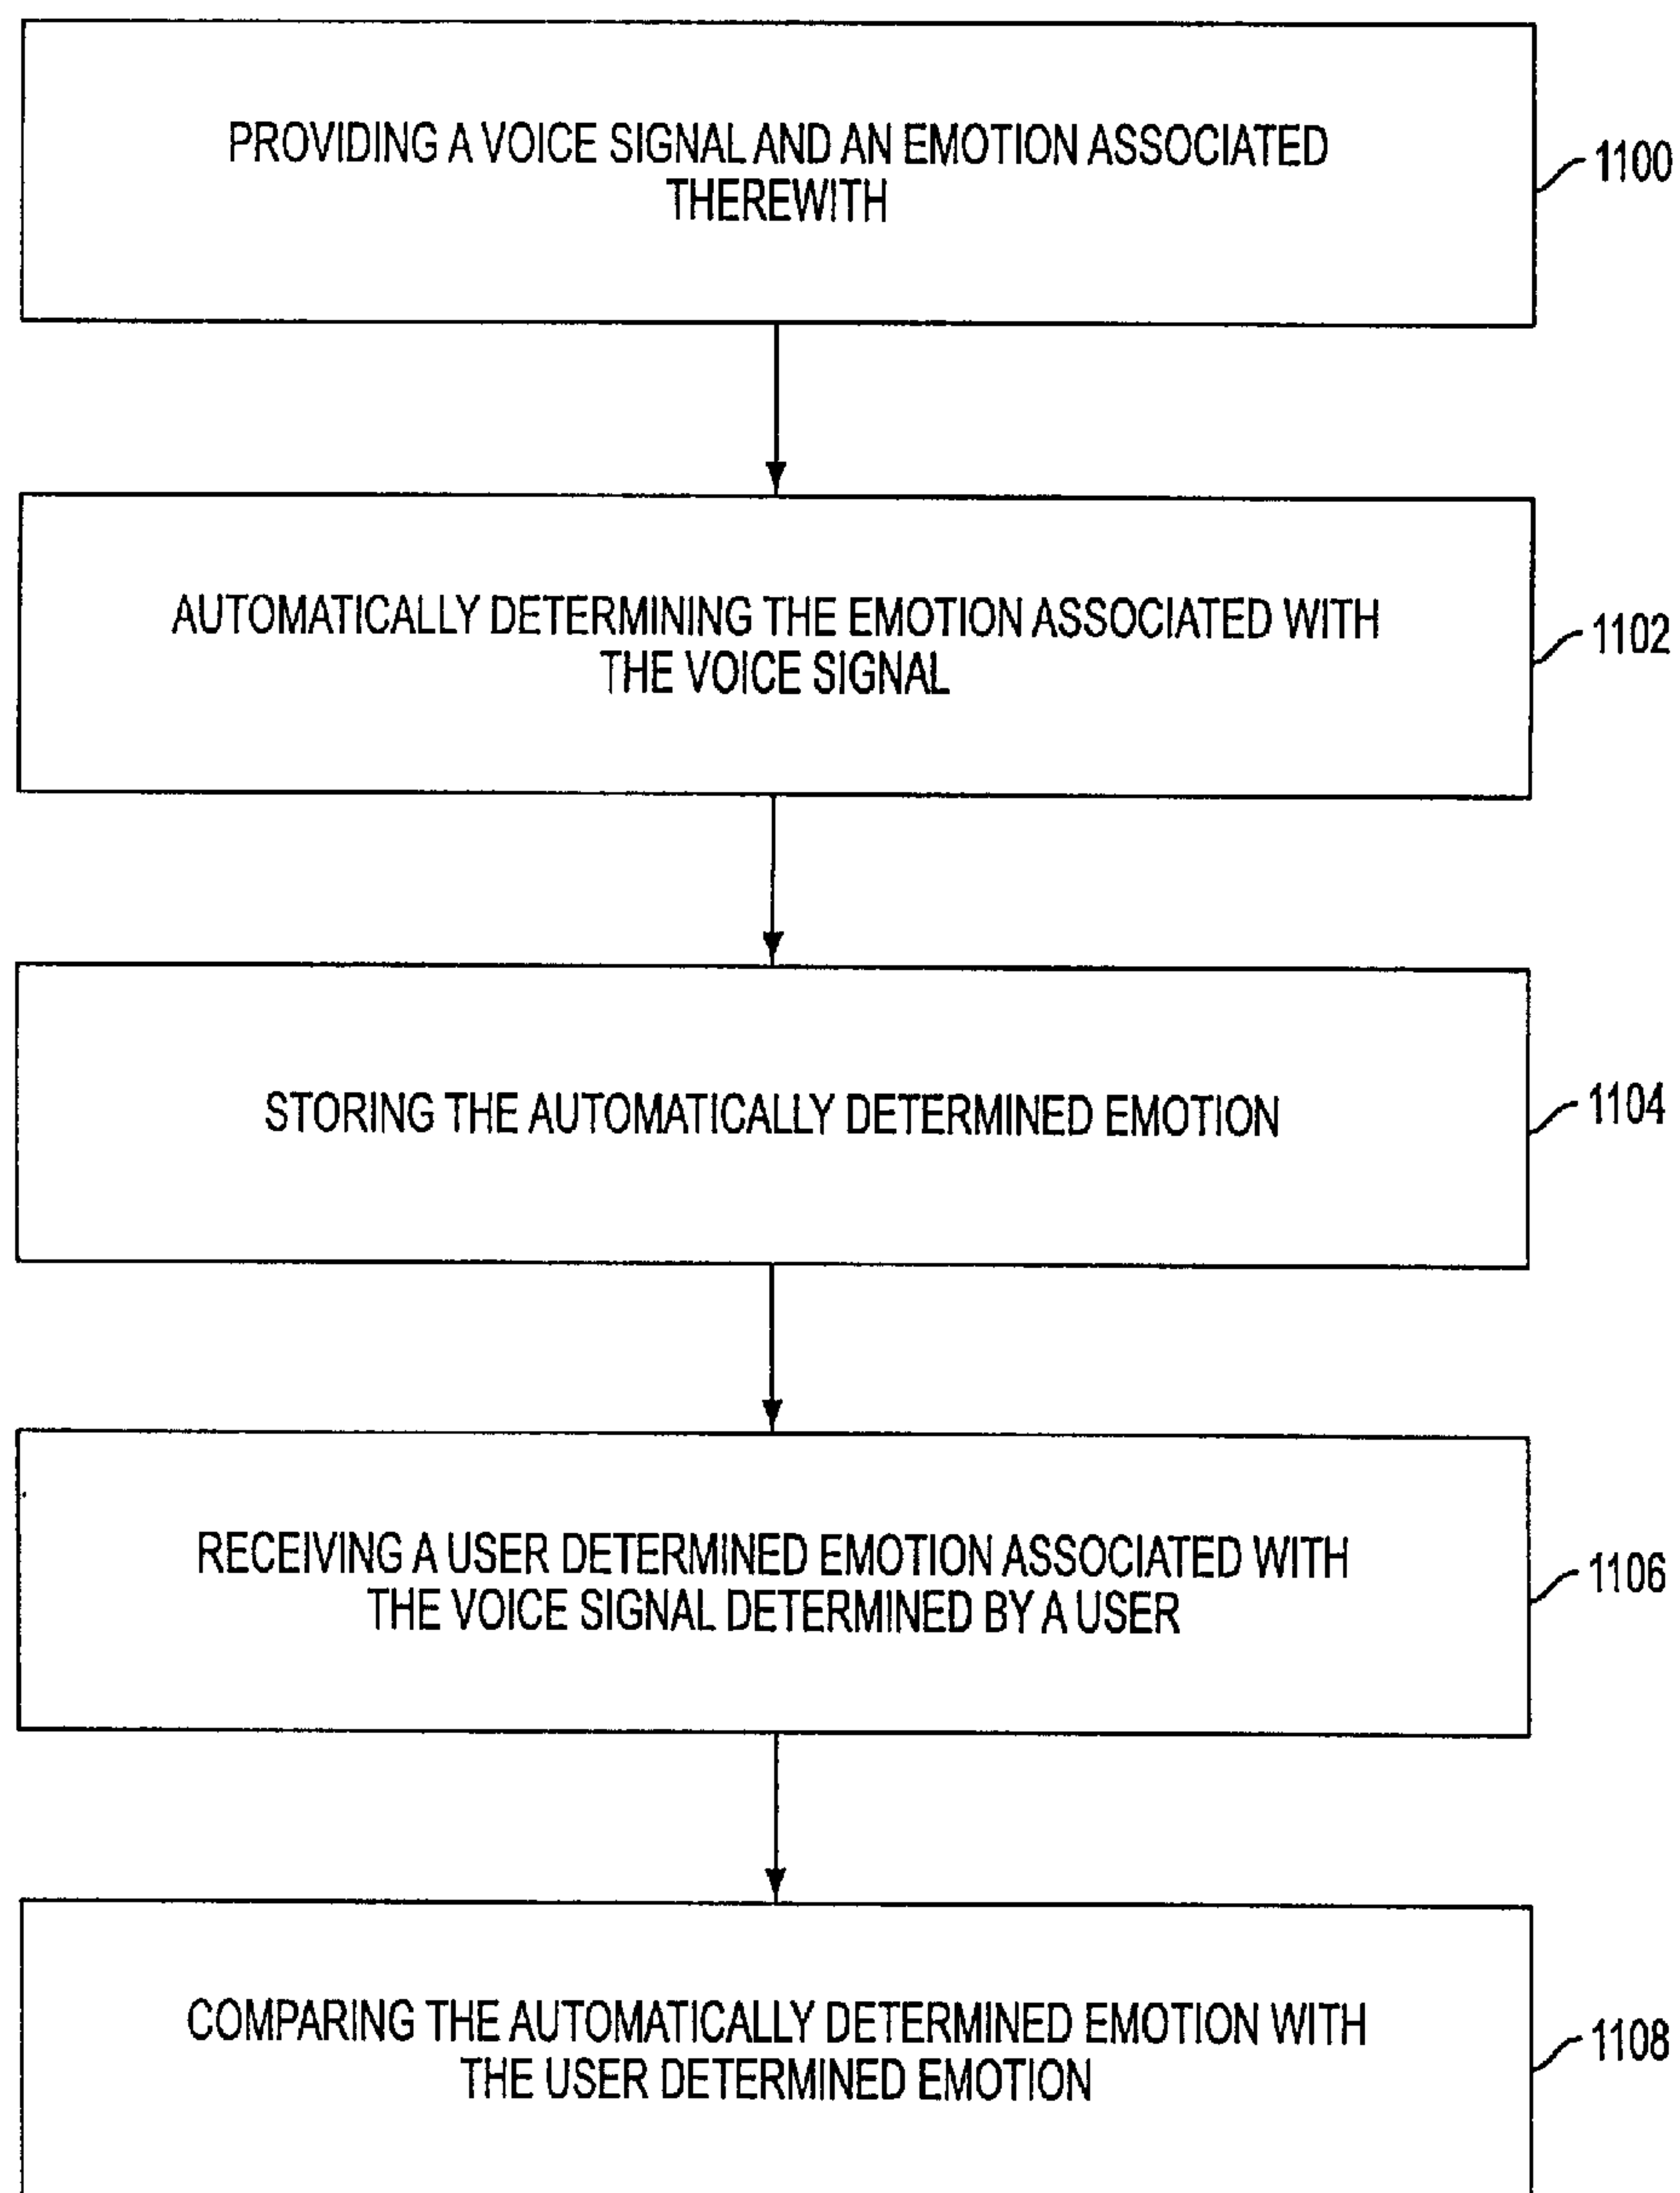 PROVIDING A VOICE SIGNAL AND AN EMOTION ASSOCIATED
THEREWITH
1100
AUTOMATICALLY DETERMINING THE EMOTION ASSOCIATED WITH
THE VOICE SIGNAL
1102
STORING THE AUTOMATICALLY DETERMINED EMOTION
1104
RECEIVING A USER DETERMINED EMOTION ASSOCIATED WITH
THE VOICE SIGNAL DETERMINED BY A USER
1106
COMPARING THE AUTOMATICALLY DETERMINED EMOTION WITH
THE USER DETERMINED EMOTION
1108